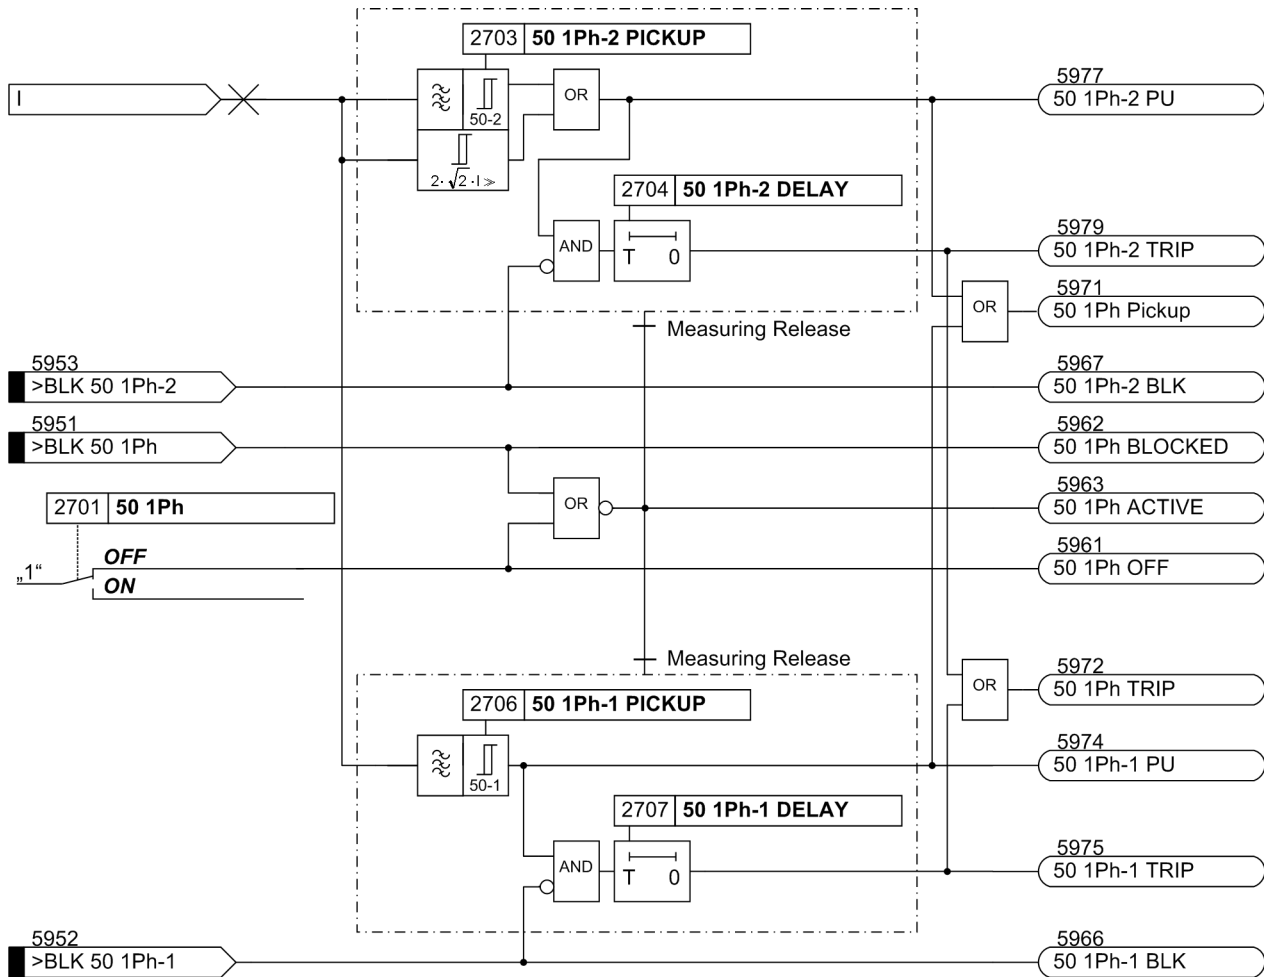 2703 50 1Ph-2 PICKUP
I
50-2
OR
5977
50 1Ph-2 PU
2· √2 ·I ≫
2704 50 1Ph-2 DELAY
AND
T 0
5979
50 1Ph-2 TRIP
5971
OR
50 1Ph Pickup
Measuring Release
5953
>BLK 50 1Ph-2
5967
50 1Ph-2 BLK
5951
>BLK 50 1Ph
5962
50 1Ph BLOCKED
2701 50 1Ph
OR
5963
50 1Ph ACTIVE
„1“
OFF
ON
5961
50 1Ph OFF
Measuring Release
5972
OR
50 1Ph TRIP
2706 50 1Ph-1 PICKUP
50-1
5974
50 1Ph-1 PU
2707 50 1Ph-1 DELAY
AND
T 0
5975
50 1Ph-1 TRIP
5952
>BLK 50 1Ph-1
5966
50 1Ph-1 BLK